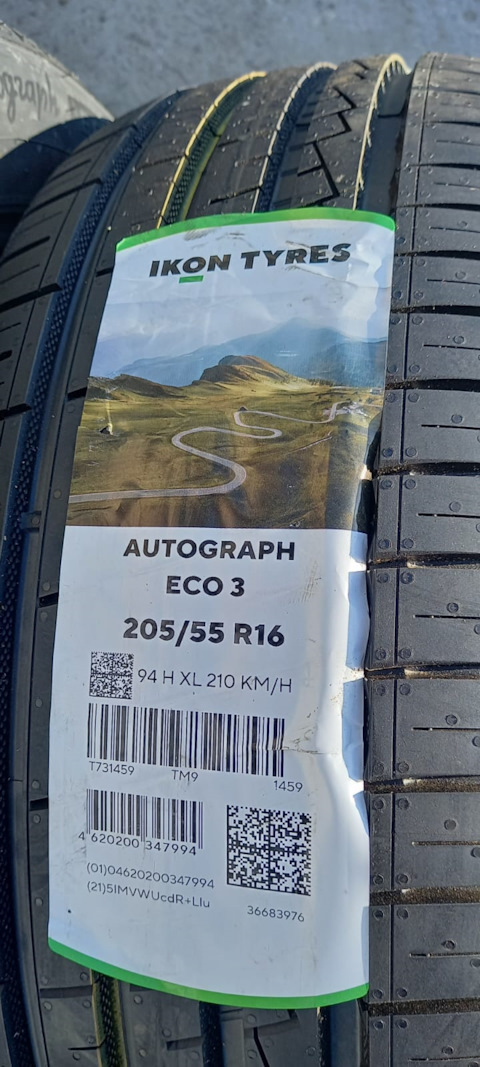 IKON TYRES
AUTOGRAPH
ECO 3
205/55 R16
94 H XL 210 KM/H
T731459 TM9 1459
4 620200 347994
(01)04620200347994
(21)5IMVWUcdR+LIu
36683976